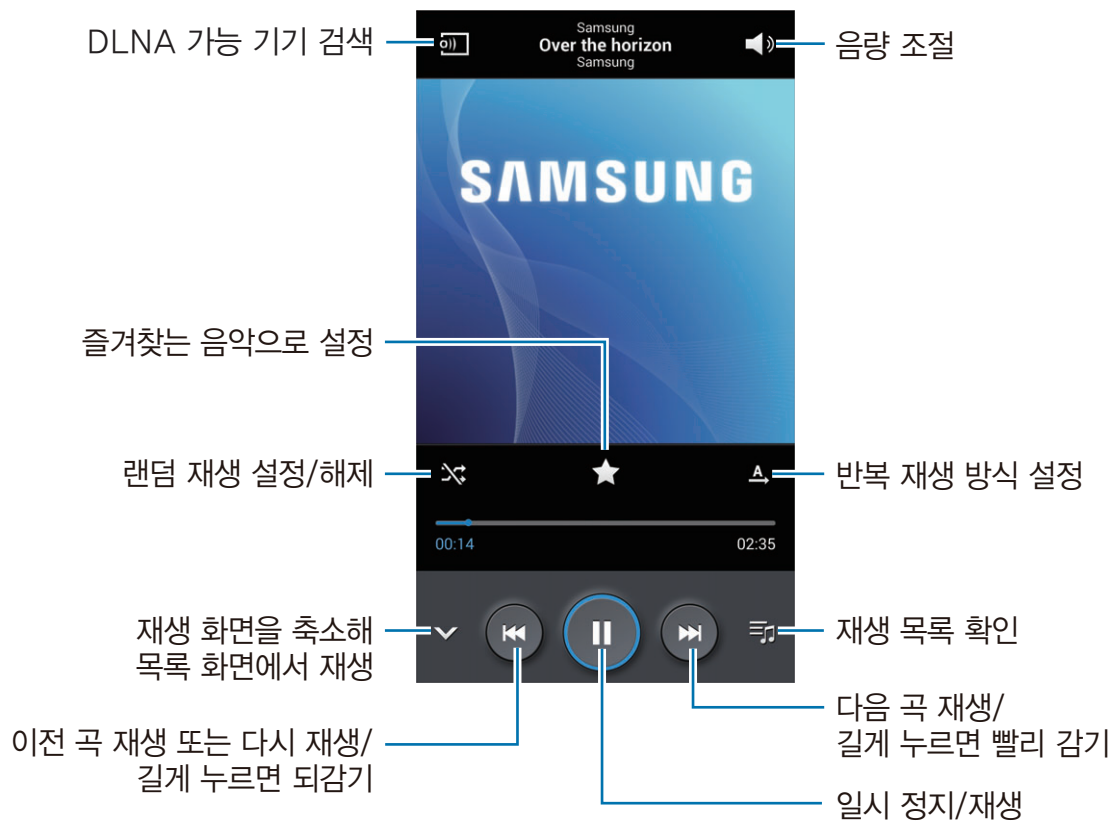 DLNA 가능 기기 검색
Samsung
Over the horizon
Samsung
음량 조절
SAMSUNG
즐겨찾는 음악으로 설정
랜덤 재생 설정/해제
A
반복 재생 방식 설정
00:14
02:35
재생 화면을 축소해
목록 화면에서 재생
재생 목록 확인
이전 곡 재생 또는 다시 재생/
길게 누르면 되감기
다음 곡 재생/
길게 누르면 빨리 감기
일시 정지/재생